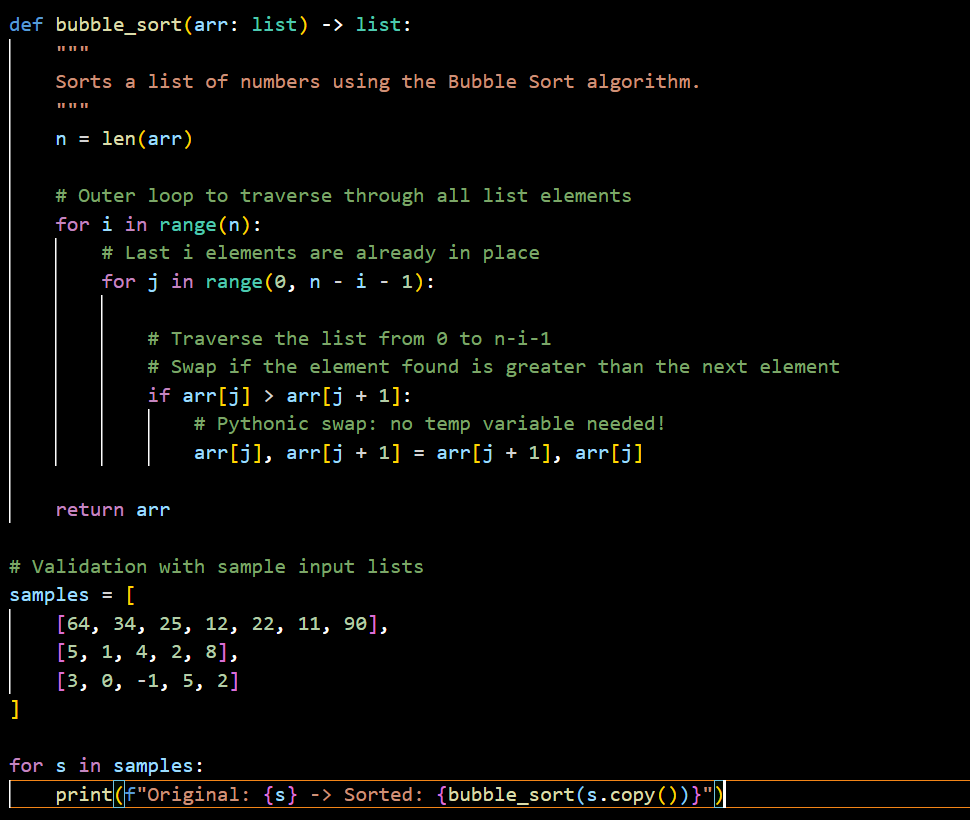 def bubble_sort(arr: list) -> list:
    """
    Sorts a list of numbers using the Bubble Sort algorithm.
    """
    n = len(arr)

    # Outer loop to traverse through all list elements
    for i in range(n):
        # Last i elements are already in place
        for j in range(0, n - i - 1):

            # Traverse the list from 0 to n-i-1
            # Swap if the element found is greater than the next element
            if arr[j] > arr[j + 1]:
                # Pythonic swap: no temp variable needed!
                arr[j], arr[j + 1] = arr[j + 1], arr[j]

    return arr

# Validation with sample input lists
samples = [
    [64, 34, 25, 12, 22, 11, 90],
    [5, 1, 4, 2, 8],
    [3, 0, -1, 5, 2]
]

for s in samples:
    print(f"Original: {s} -> Sorted: {bubble_sort(s.copy())}")